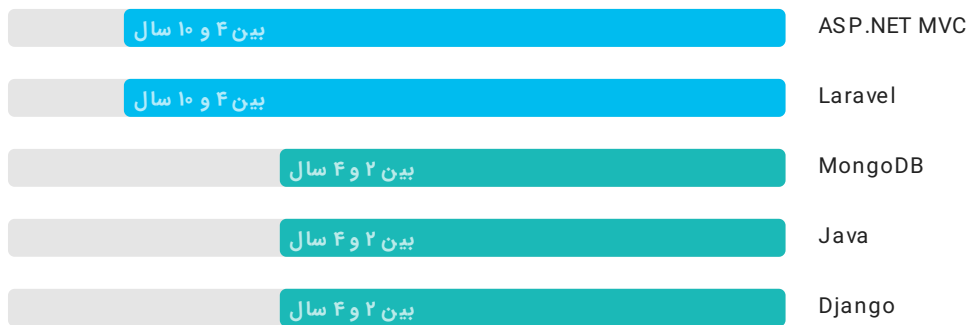 ASP.NET MVC بین ۴ و ۱۰ سال
Laravel بین ۴ و ۱۰ سال
MongoDB بین ۲ و ۴ سال
Java بین ۲ و ۴ سال
Django بین ۲ و ۴ سال